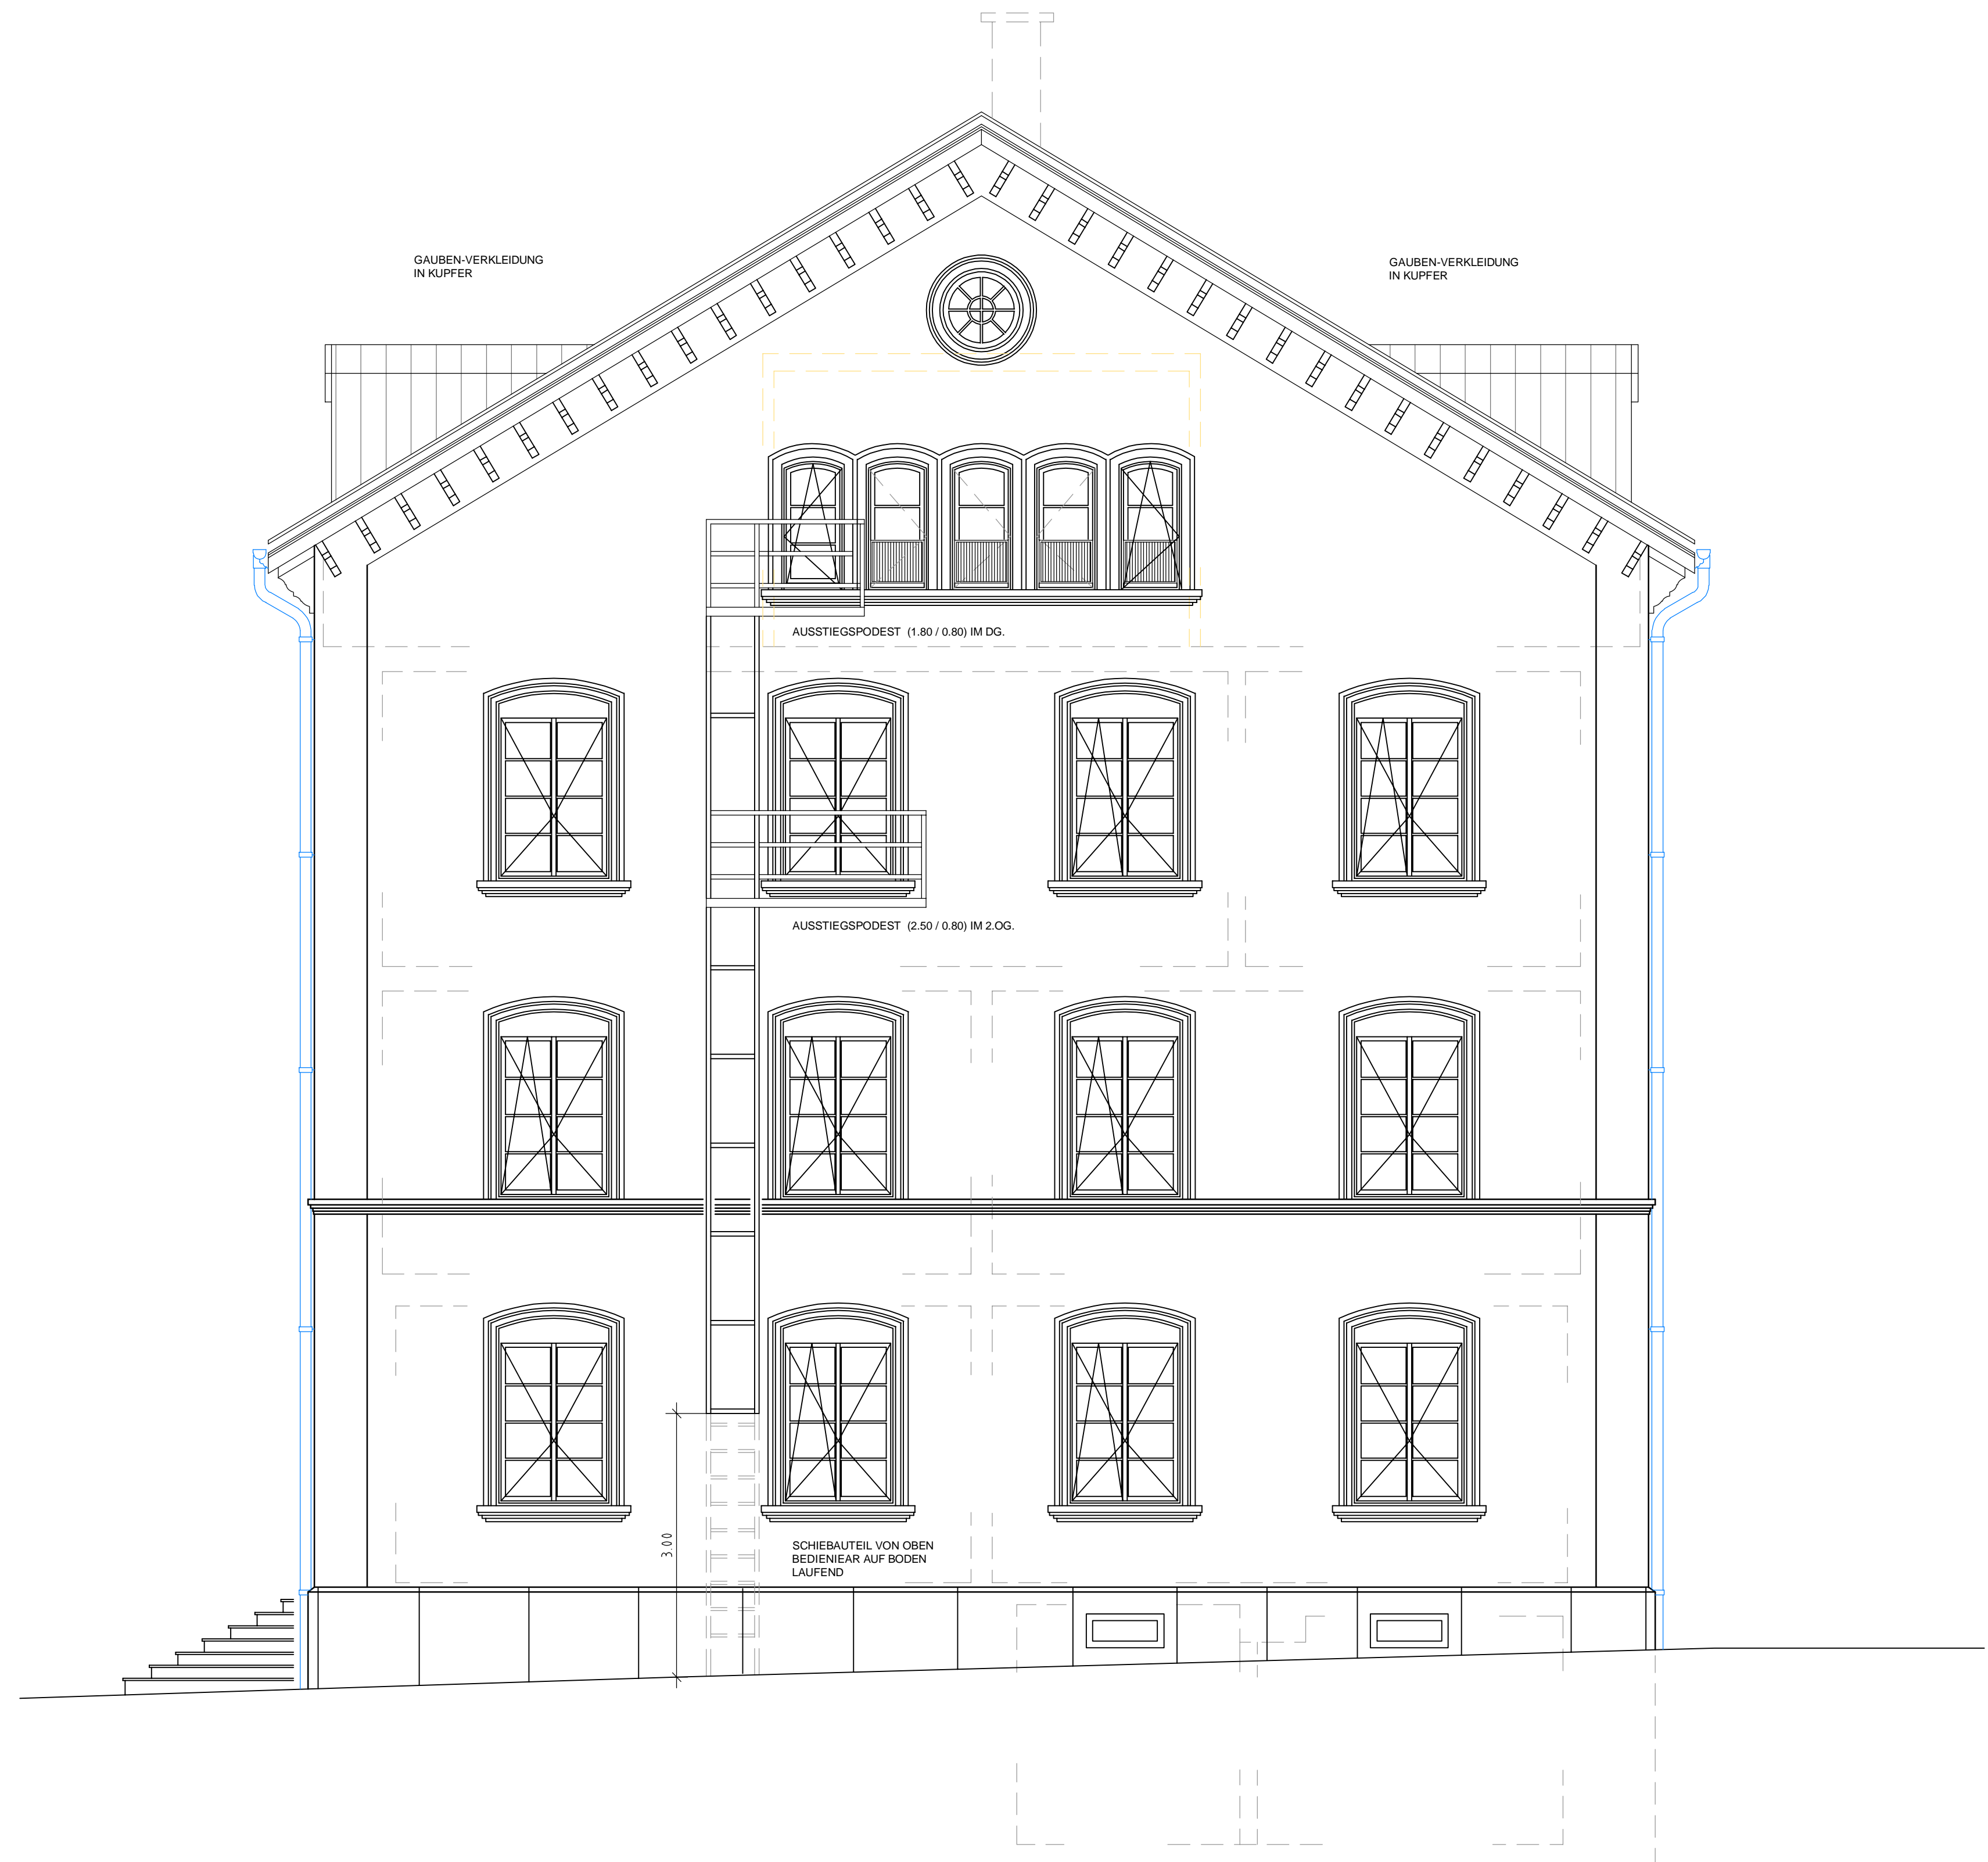 GAUBEN-VERKLEIDUNG
IN KUPFER
GAUBEN-VERKLEIDUNG
IN KUPFER
AUSSTIEGSPODEST (1.80 / 0.80) IM DG.
AUSSTIEGSPODEST (2.50 / 0.80) IM 2.OG.
3.00
SCHIEBAUTEIL VON OBEN
BEDIENIEAR AUF BODEN
LAUFEND